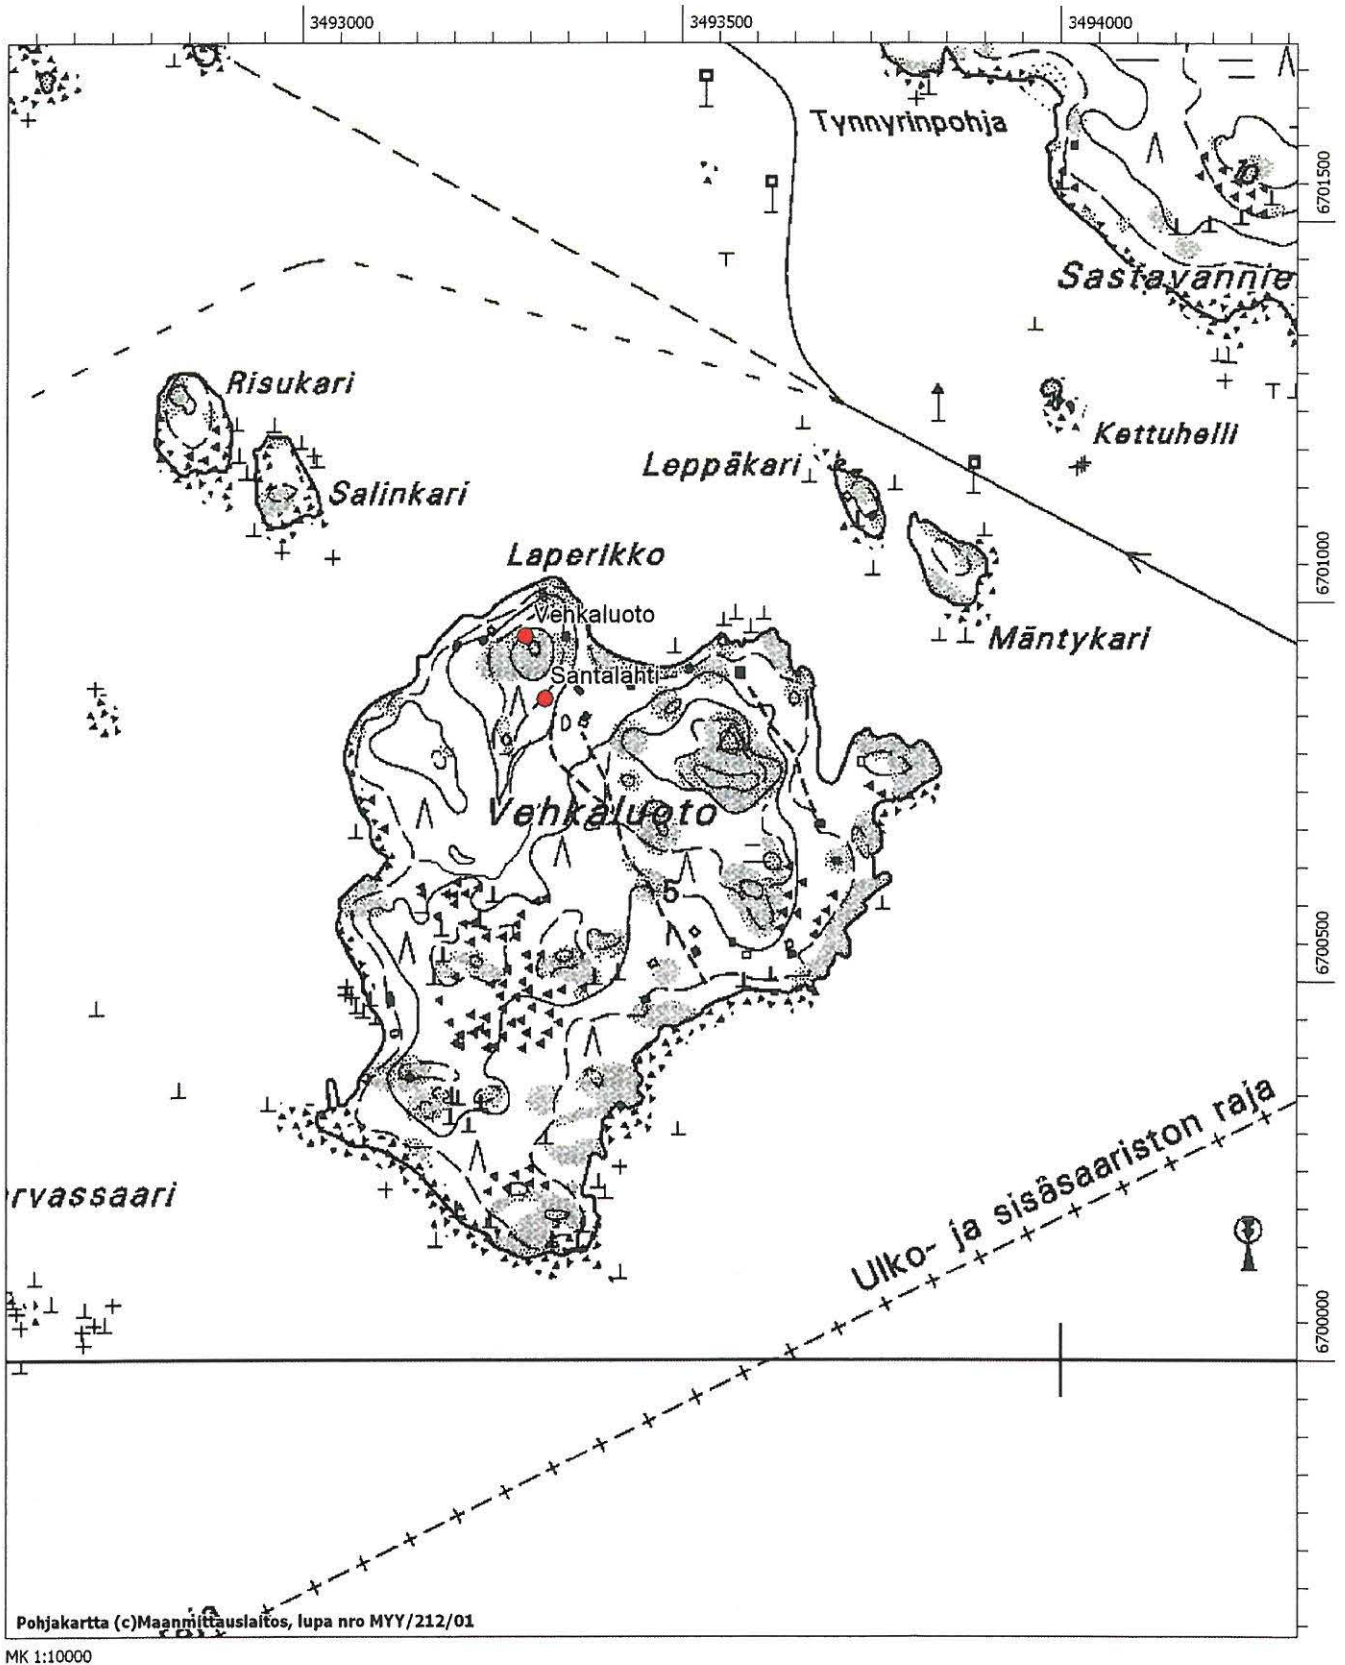 3493000
3493500
3494000
Tynnyrinpohja
6701500
Sastavannie
Risukari
Kettuhelli
Leppäkari
Salinkari
Laperikko
6701000
Vehkaluoto
Mäntykari
Santalahti
Vehkaluoto
5
6700500
Ulko- ja sisäsaariston raja
rvassaari
6700000
Pohjakartta (c)Maanmittauslaitos, lupa nro MYY/212/01
MK 1:10000